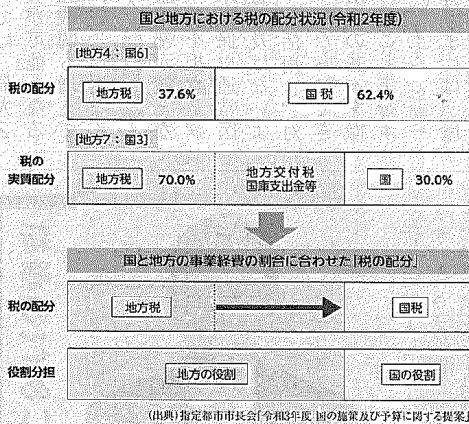 国と地方における税の配分状況(令和2年度)
[地方4:国6]
税の配分
地方税 37.6%
国税 62.4%
[地方7:国3]
税の
実質配分
地方税 70.0%
地方交付税
国庫支出金等
国 30.0%
国と地方の事業経費の割合に合わせた「税の配分」
税の配分
地方税
国税
役割分担
地方の役割
国の役割
(出典)指定都市市長会「令和3年度 国の施策及び予算に関する提案」